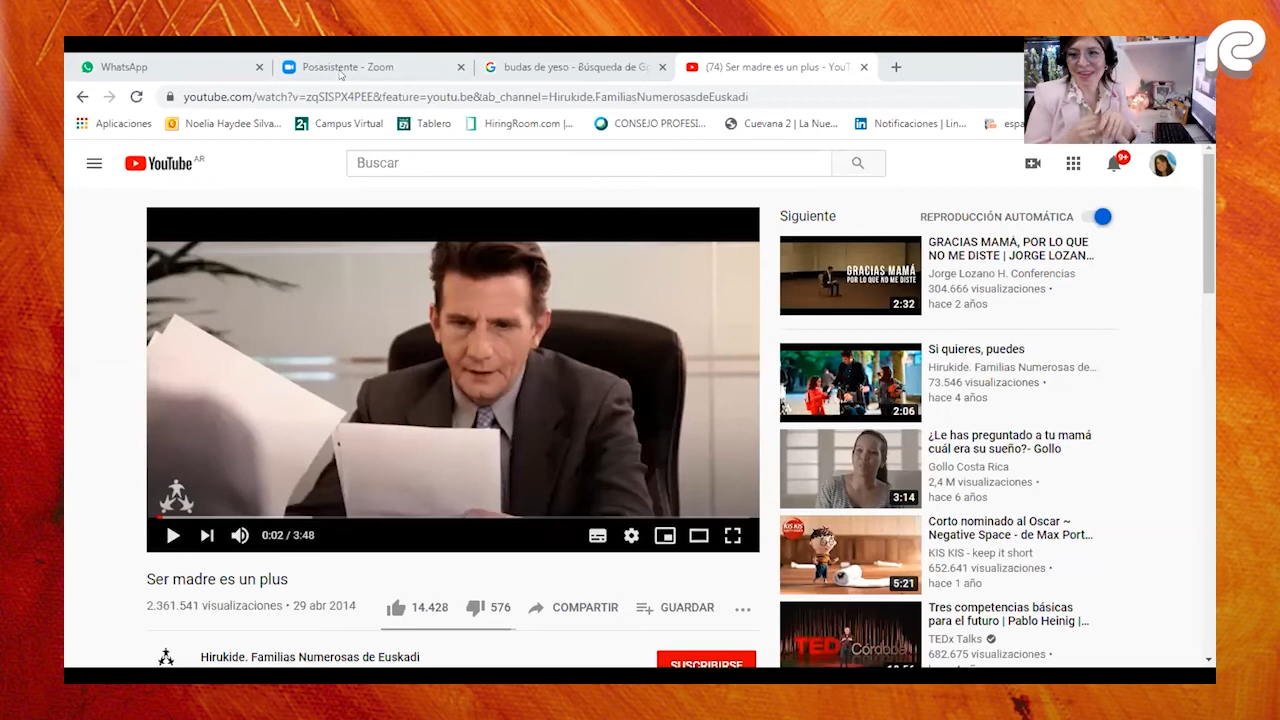 WhatsApp
Posasistente - Z
budas de yeso - Búsqueda de Go
(74) Ser madre es un plus - YouT
youtube.com/watch?v=zqSISPX4PEE&feature=youtu.be&ab_channel=Hirukide.FamiliasNumerosasdeEuskadi
Aplicaciones
Noelia Haydee Silva...
Campus Virtual
Tablero
HiringRoom.com |...
CONSEJO PROFESI...
Cuevana 2 | La Nue...
Notificaciones | Lin...
espa
YouTube AR
Buscar
9+
Siguiente
REPRODUCCIÓN AUTOMÁTICA
GRACIAS MAMÁ
POR LO QUE NO ME DISTE
2:32
GRACIAS MAMÁ, POR LO QUE
NO ME DISTE | JORGE LOZAN...
Jorge Lozano H. Conferencias
304.666 visualizaciones •
hace 2 años
2:06
Si quieres, puedes
Hirukide. Familias Numerosas de...
73.546 visualizaciones •
hace 4 años
3:14
¿Le has preguntado a tu mamá
cuál era su sueño?- Gollo
Gollo Costa Rica
2,4 M visualizaciones •
hace 6 años
KIS KIS
5:21
Corto nominado al Oscar ~
Negative Space - de Max Port...
KIS KIS - keep it short
652.641 visualizaciones •
hace 1 año
TEDx
Córdoba
Tres competencias básicas
para el futuro | Pablo Heinig |...
TEDx Talks
682.675 visualizaciones •
0:02 / 3:48
Ser madre es un plus
2.361.541 visualizaciones • 29 abr 2014
14.428
576
COMPARTIR
GUARDAR
Hirukide. Familias Numerosas de Euskadi
SUSCRIBIRSE